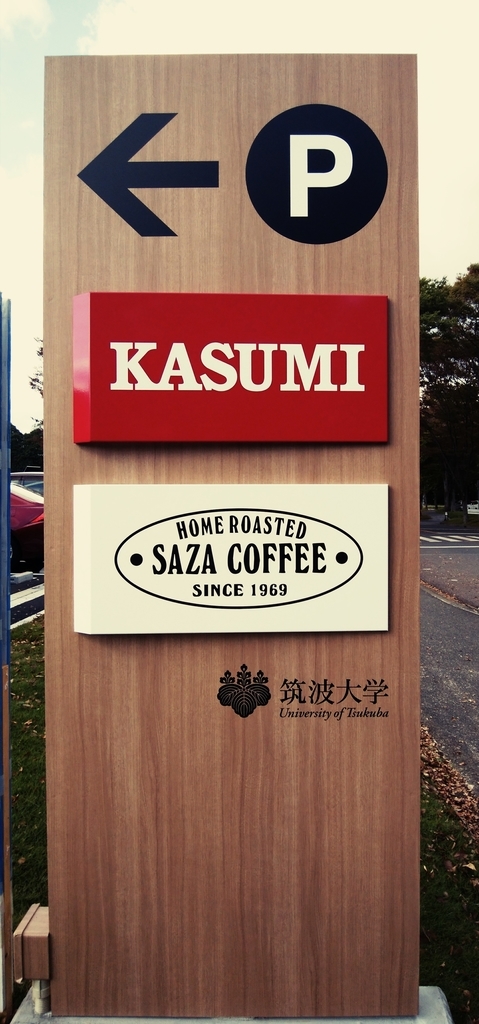 P
KASUMI
HOME ROASTED
SAZA COFFEE
SINCE 1969
筑波大学
University of Tsukuba